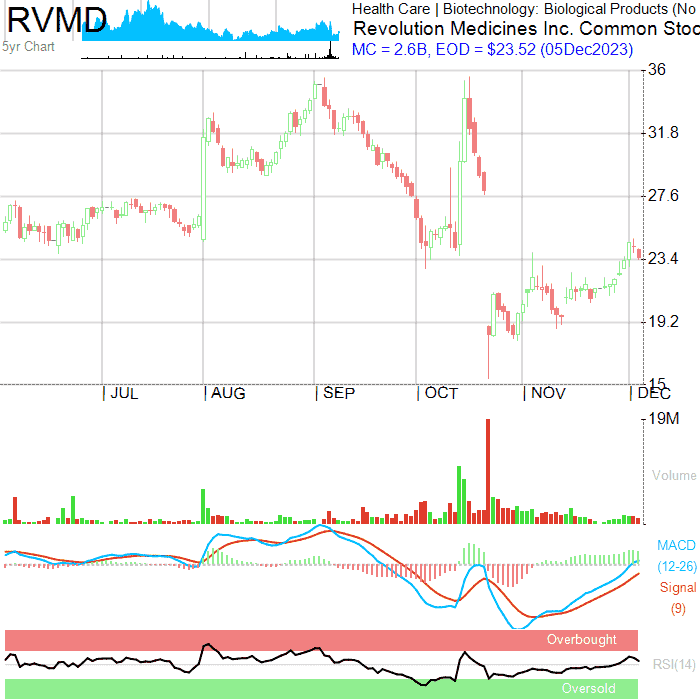 RVMD
5yr Chart
Health Care | Biotechnology: Biological Products (No
Revolution Medicines Inc. Common Stoc
MC = 2.6B, EOD = $23.52 (05Dec2023)
36
31.8
27.6
23.4
19.2
15
| JUL | AUG | SEP | OCT | NOV | DEC
19M
Volume
MACD
(12-26)
Signal
(9)
Overbought
RSI(14)
Oversold